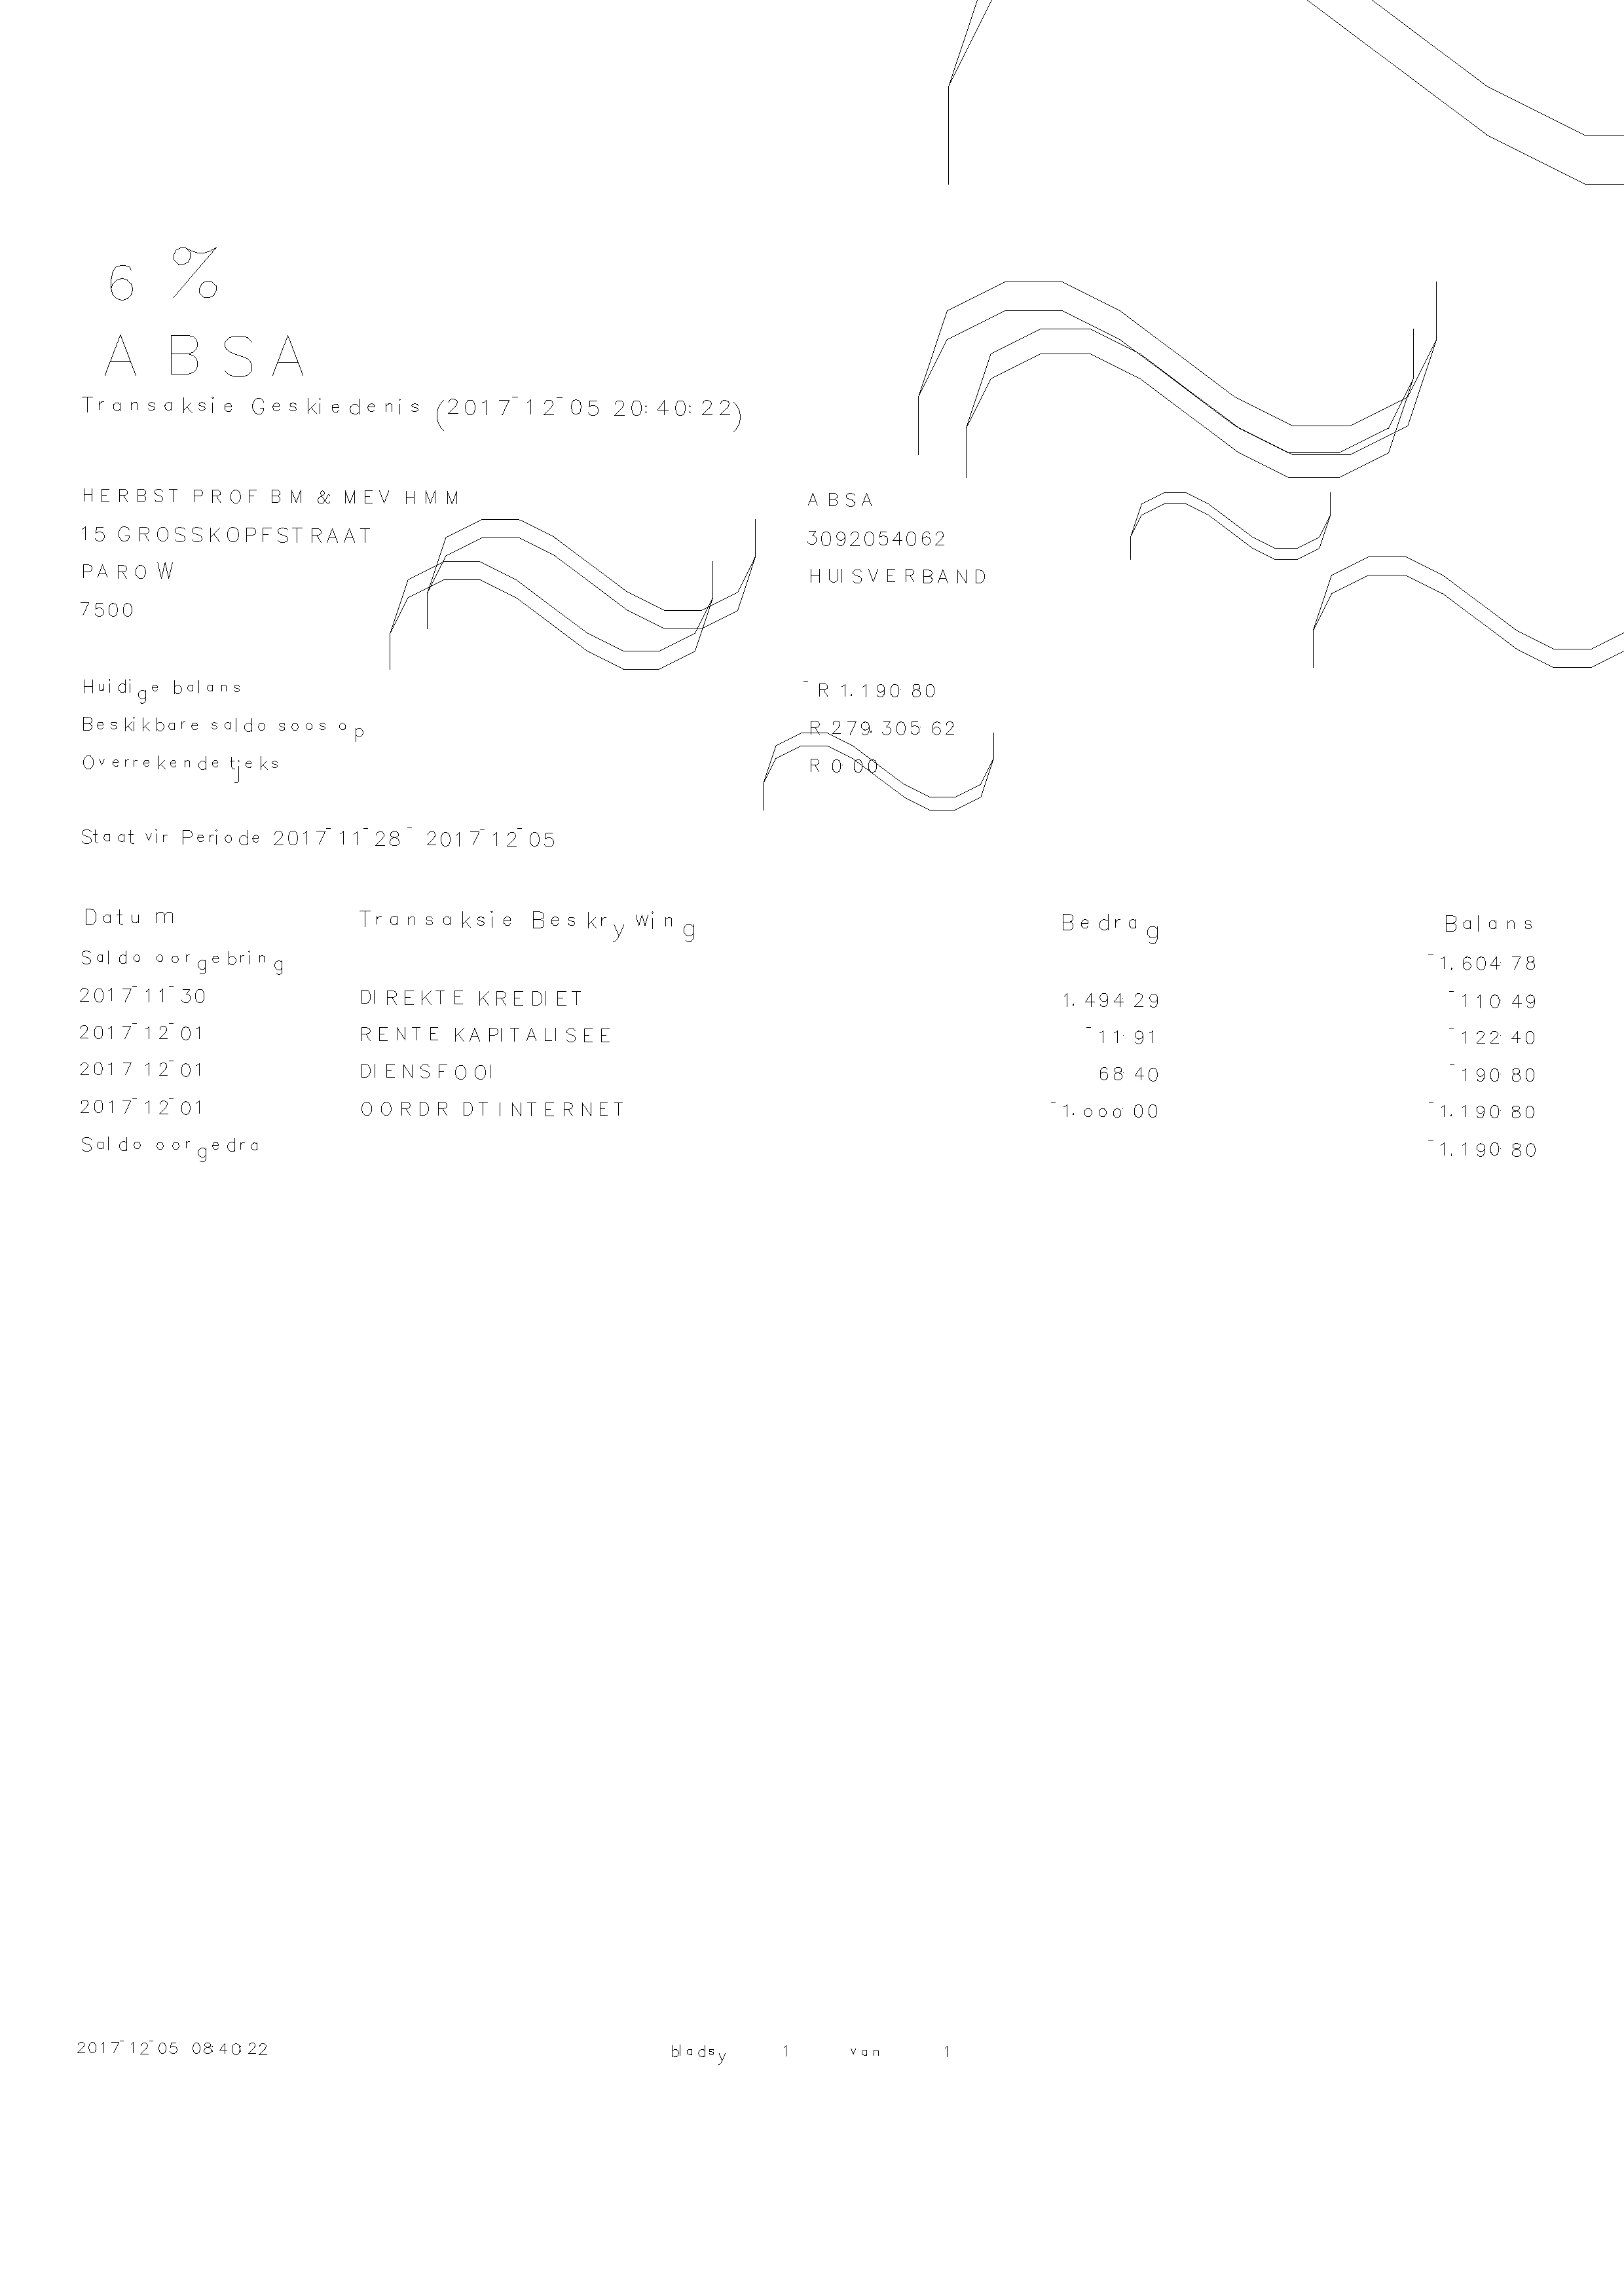 6 %
ABSA
Transaksie Geskiedenis (2017-12-05 20:40:22)
HERBST PROF BM & MEV HMM
ABSA
15 GROSSKOPFSTRAAT
3092054062
PAROW
HUISVERBAND
7500
Huidige balans
-R 1.190 80
Beskikbare saldo soos op
R 279.305 62
Overrekende tjeks
R 0 00
Staat vir Periode 2017-11-28 - 2017-12-05
Datum Transaksie Beskrywing Bedrag Balans
Saldo oorgebring -1.604 78
2017-11-30 DIREKTE KREDIET 1.494 29 -110 49
2017-12-01 RENTE KAPITALISEE -11 91 -122 40
2017 12-01 DIENSFOOI 68 40 -190 80
2017-12-01 OORDR DT INTERNET -1.ooo 00 -1.190 80
Saldo oorgedra -1.190 80
2017-12-05 08:40:22 bladsy 1 van 1